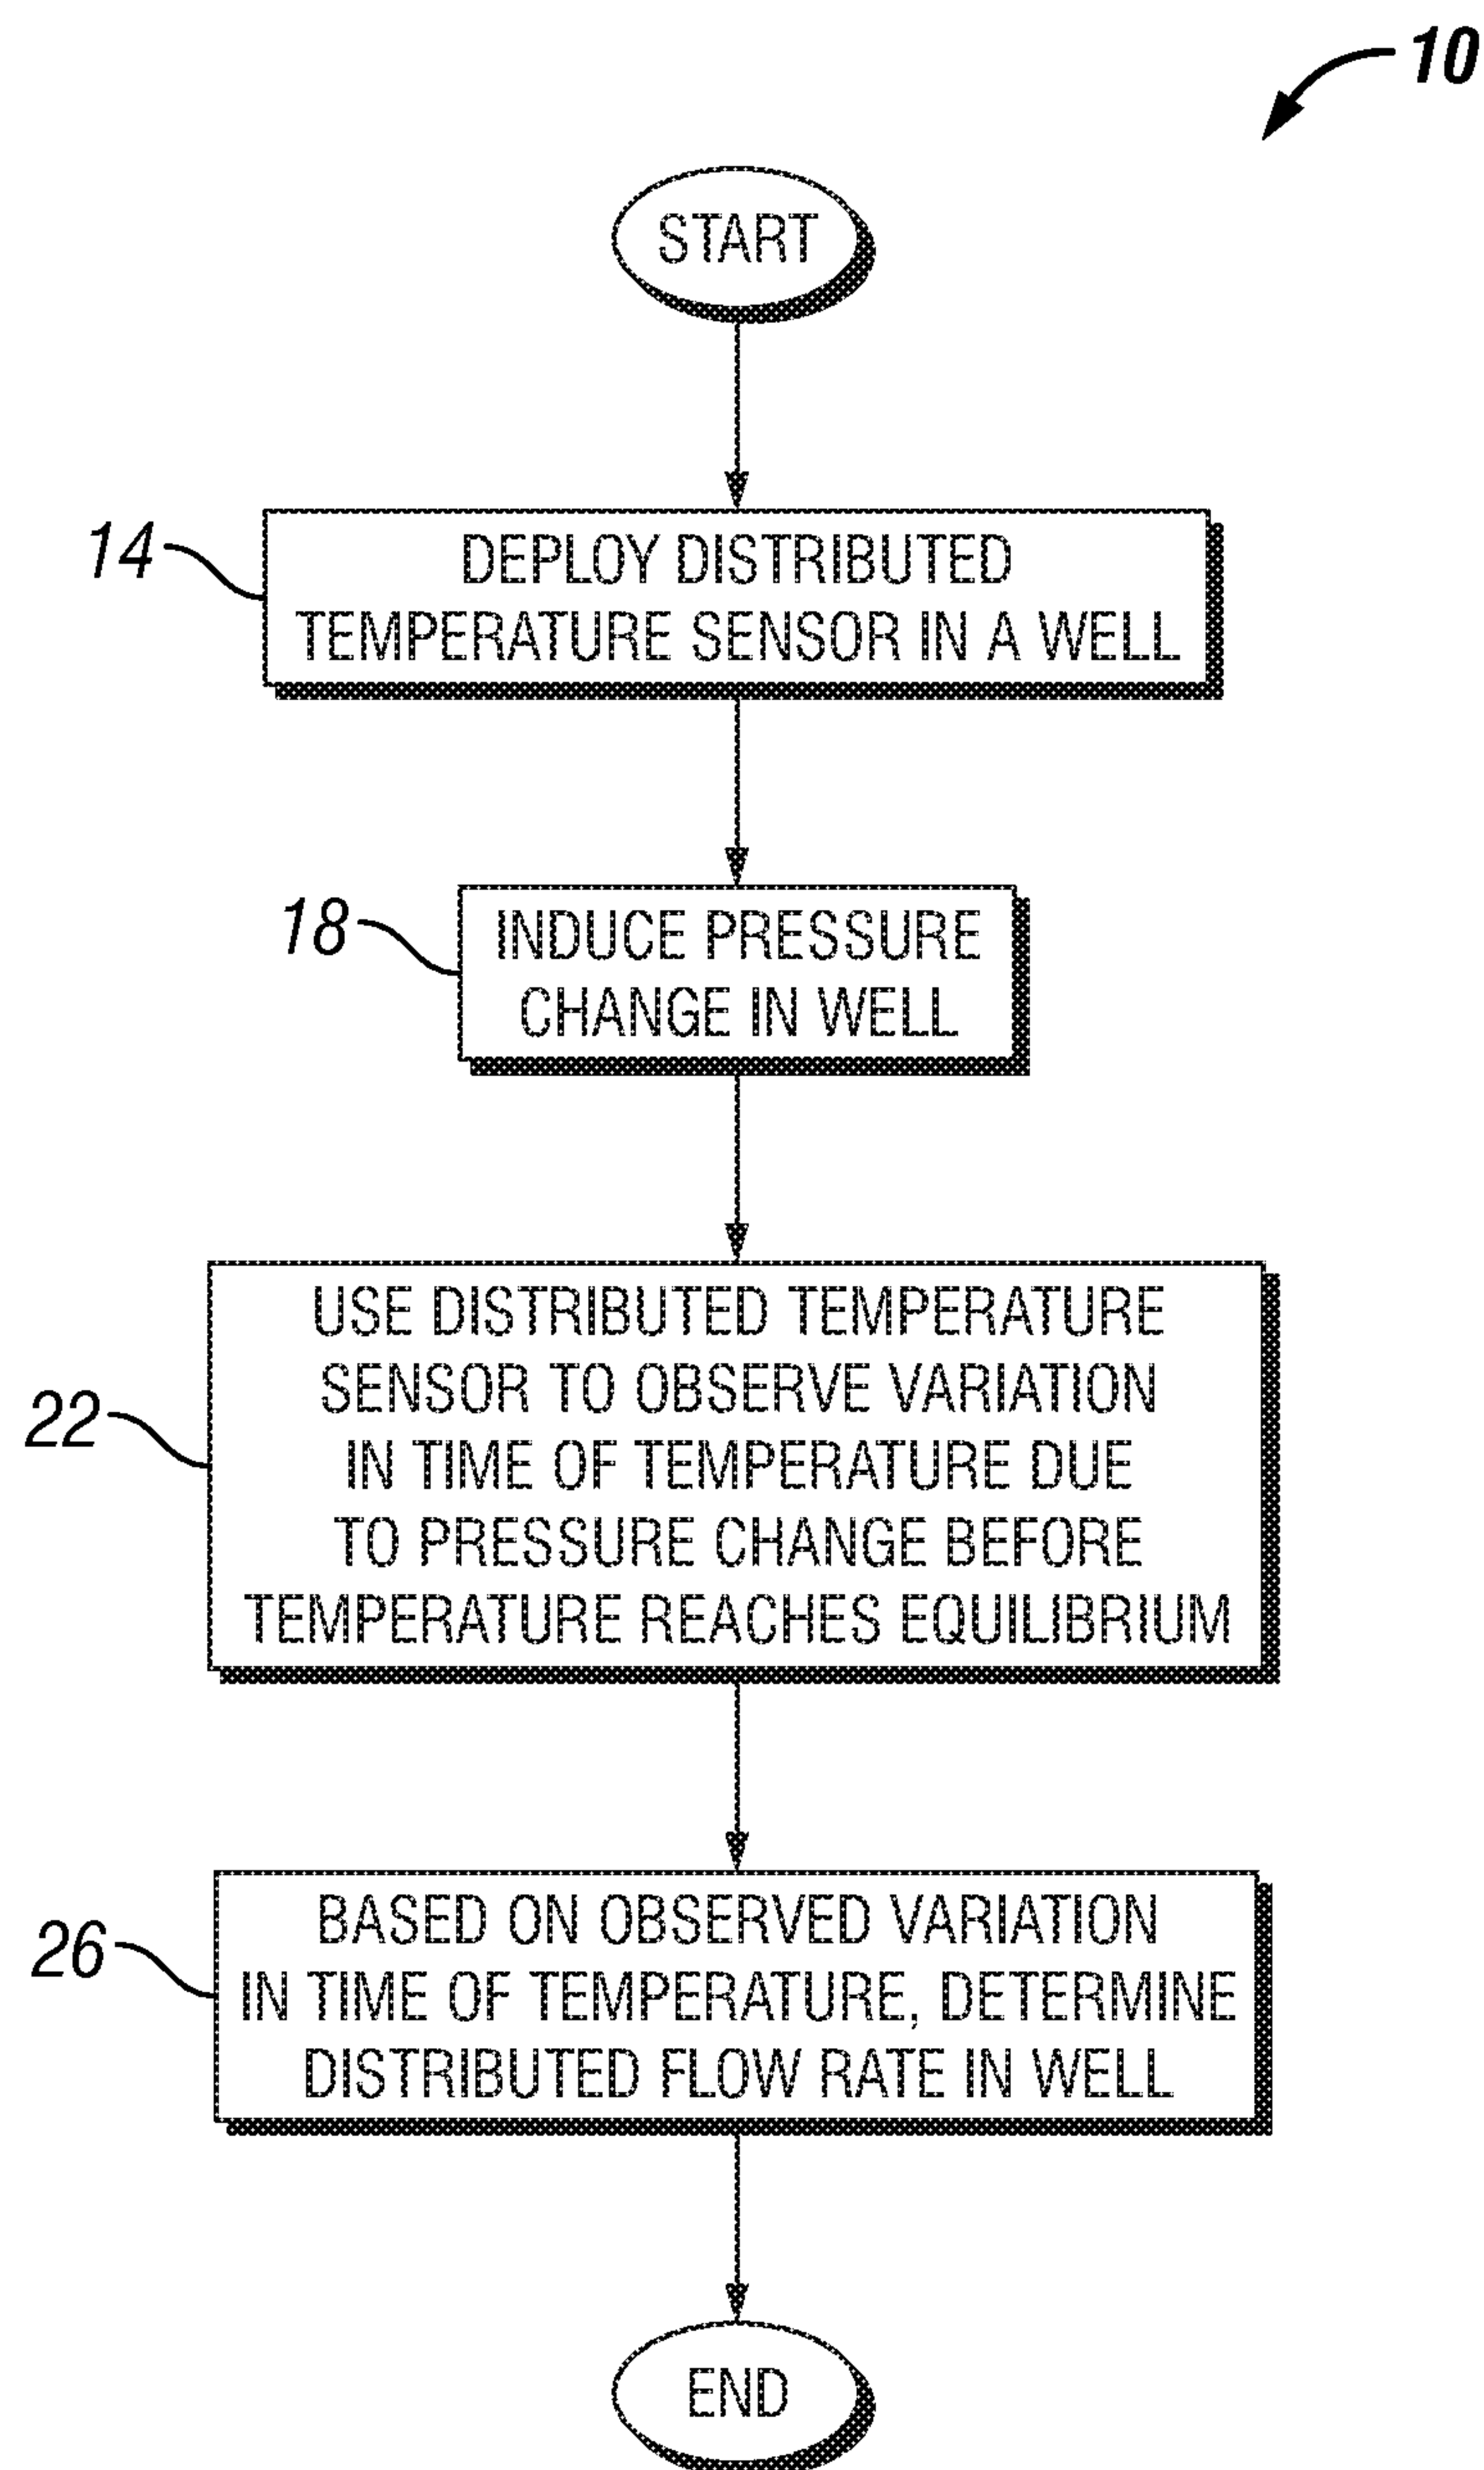 10
START
14
DEPLOY DISTRIBUTED
TEMPERATURE SENSOR IN A WELL
18
INDUCE PRESSURE
CHANGE IN WELL
22
USE DISTRIBUTED TEMPERATURE
SENSOR TO OBSERVE VARIATION
IN TIME OF TEMPERATURE DUE
TO PRESSURE CHANGE BEFORE
TEMPERATURE REACHES EQUILIBRIUM
26
BASED ON OBSERVED VARIATION
IN TIME OF TEMPERATURE, DETERMINE
DISTRIBUTED FLOW RATE IN WELL
END